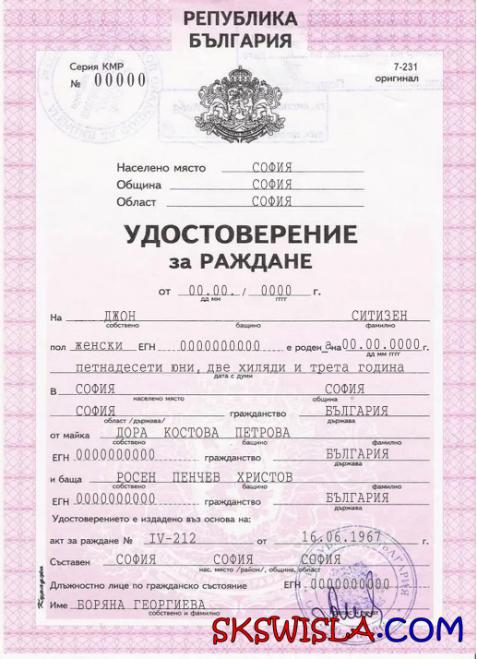 РЕПУБЛИКА
БЪЛГАРИЯ
Серия КМР
№ 00000
7-231
оригинал
Населено място СОФИЯ
Община СОФИЯ
Област СОФИЯ
УДОСТОВЕРЕНИЕ
за РАЖДАНЕ
от 00.00. / 0000 г.
дд мм гггг
На ДЖОН СИТИЗЕН
собствено бащино фамилно
пол женски ЕГН 0000000000 е роден а на 00.00.0000 г.
дд мм гггг
петнадесети юни, две хиляди и трета година
дата с думи
В СОФИЯ СОФИЯ
населено място община
СОФИЯ гражданство БЪЛГАРИЯ
област /държава/ държава
от майка ДОРА КОСТОВА ПЕТРОВА
собствено бащино фамилно
ЕГН 0000000000 гражданство БЪЛГАРИЯ
държава
и баща РОСЕН ПЕНЧЕВ ХРИСТОВ
собствено бащино фамилно
ЕГН 0000000000 гражданство БЪЛГАРИЯ
държава
Удостоверението е издадено въз основа на:
акт за раждане № IV-212 от 16.06.1967 г.
Съставен СОФИЯ СОФИЯ СОФИЯ
нас. място /район/, община, област
Длъжностно лице по гражданско състояние ЕГН 0000000000
Име БОРЯНА ГЕОРГИЕВА
собствено и фамилно
SKSWISLA.COM